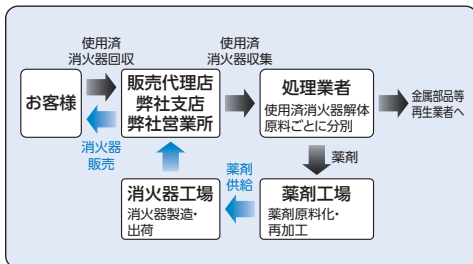 使用済
消火器回収
使用済
消火器収集
お客様
販売代理店
弊社支店
弊社営業所
処理業者
使用済消火器解体
原料ごとに分別
金属部品等
再生業者へ
消火器
販売
薬剤
供給
薬剤
消火器工場
消火器製造・
出荷
薬剤工場
薬剤原料化・
再加工